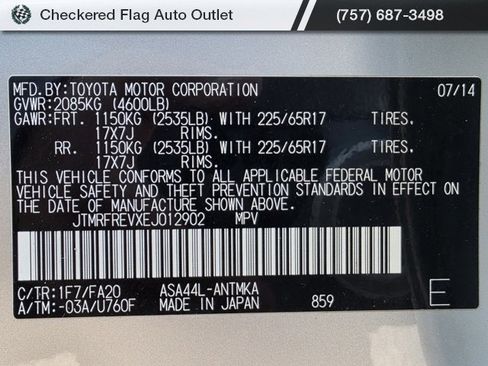 Checkered Flag Auto Outlet
(757) 687-3498
MFD.BY:TOYOTA MOTOR CORPORATION 07/14
GVWR:2085KG (4600LB)
GAWR:FRT. 1150KG (2535LB) WITH 225/65R17 TIRES.
17X7J RIMS.
RR. 1150KG (2535LB) WITH 225/65R17 TIRES.
17X7J RIMS.
THIS VEHICLE CONFORMS TO ALL APPLICABLE FEDERAL MOTOR
VEHICLE SAFETY AND THEFT PREVENTION STANDARDS IN EFFECT ON
THE DATE OF MANUFACTURE SHOWN ABOVE.
JTMRFREVXEJ012902 MPV
C/TR:1F7/FA20 ASA44L-ANTMKA
A/TM:-03A/U760F MADE IN JAPAN 859 E